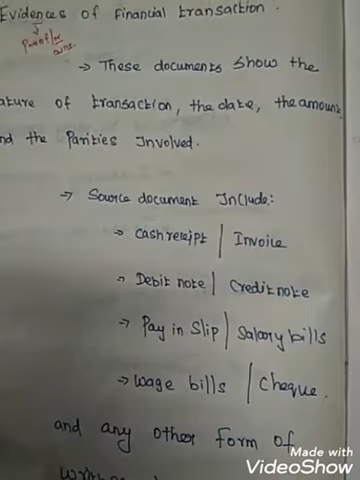 Evidences of Financial transaction.
Proof/or
→ These documents show the
ature of transaction, the date, the amount
nd the Parities Involved.
→ Source document Include:
→ Cash receipt | Invoice
→ Debit note | Credit note
→ Pay in Slip | Salary bills
→ wage bills | Cheque.
and any other form of
Made with
VideoShow